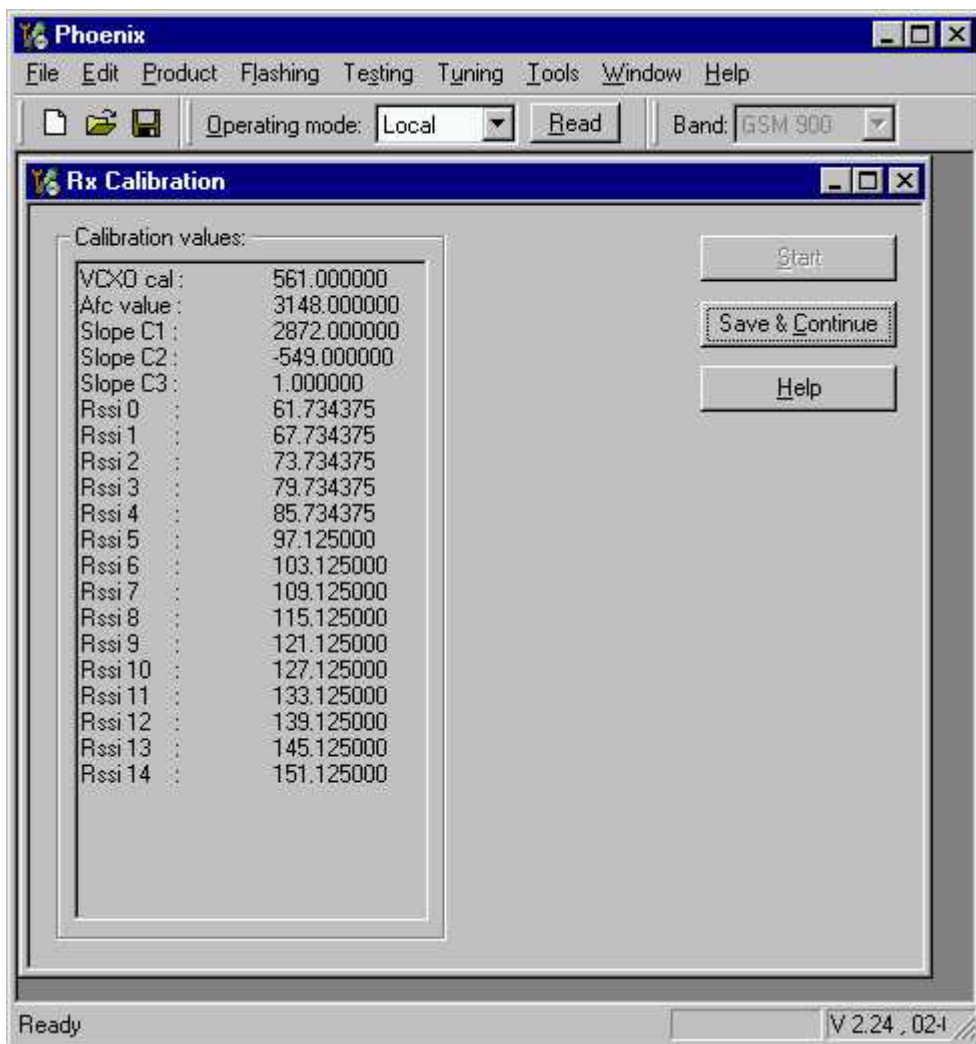 Phoenix
File Edit Product Flashing Testing Tuning Tools Window Help
Operating mode: Local Read Band: GSM 900
Rx Calibration
Calibration values:
VCXO cal : 561.000000
Afc value : 3148.000000
Slope C1 : 2872.000000
Slope C2 : -549.000000
Slope C3 : 1.000000
Rssi 0 : 61.734375
Rssi 1 : 67.734375
Rssi 2 : 73.734375
Rssi 3 : 79.734375
Rssi 4 : 85.734375
Rssi 5 : 97.125000
Rssi 6 : 103.125000
Rssi 7 : 109.125000
Rssi 8 : 115.125000
Rssi 9 : 121.125000
Rssi 10 : 127.125000
Rssi 11 : 133.125000
Rssi 12 : 139.125000
Rssi 13 : 145.125000
Rssi 14 : 151.125000
Start
Save & Continue
Help
Ready V 2.24 , 02-